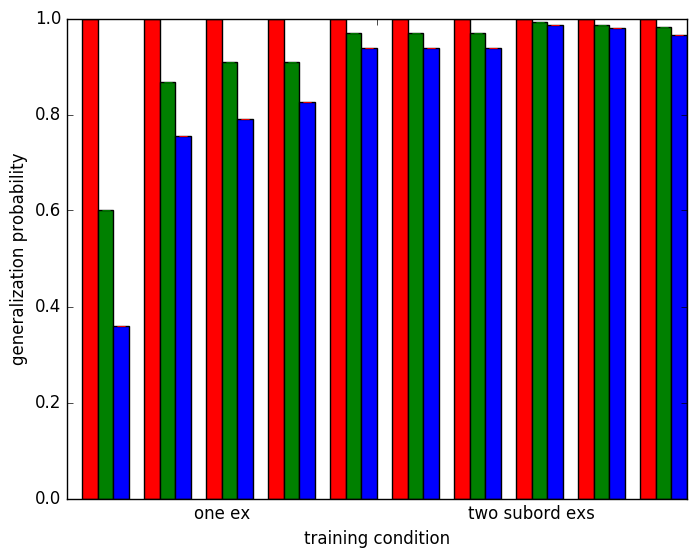 1.0
0.8
0.6
0.4
0.2
0.0
generalization probability
one ex two subord exs
training condition